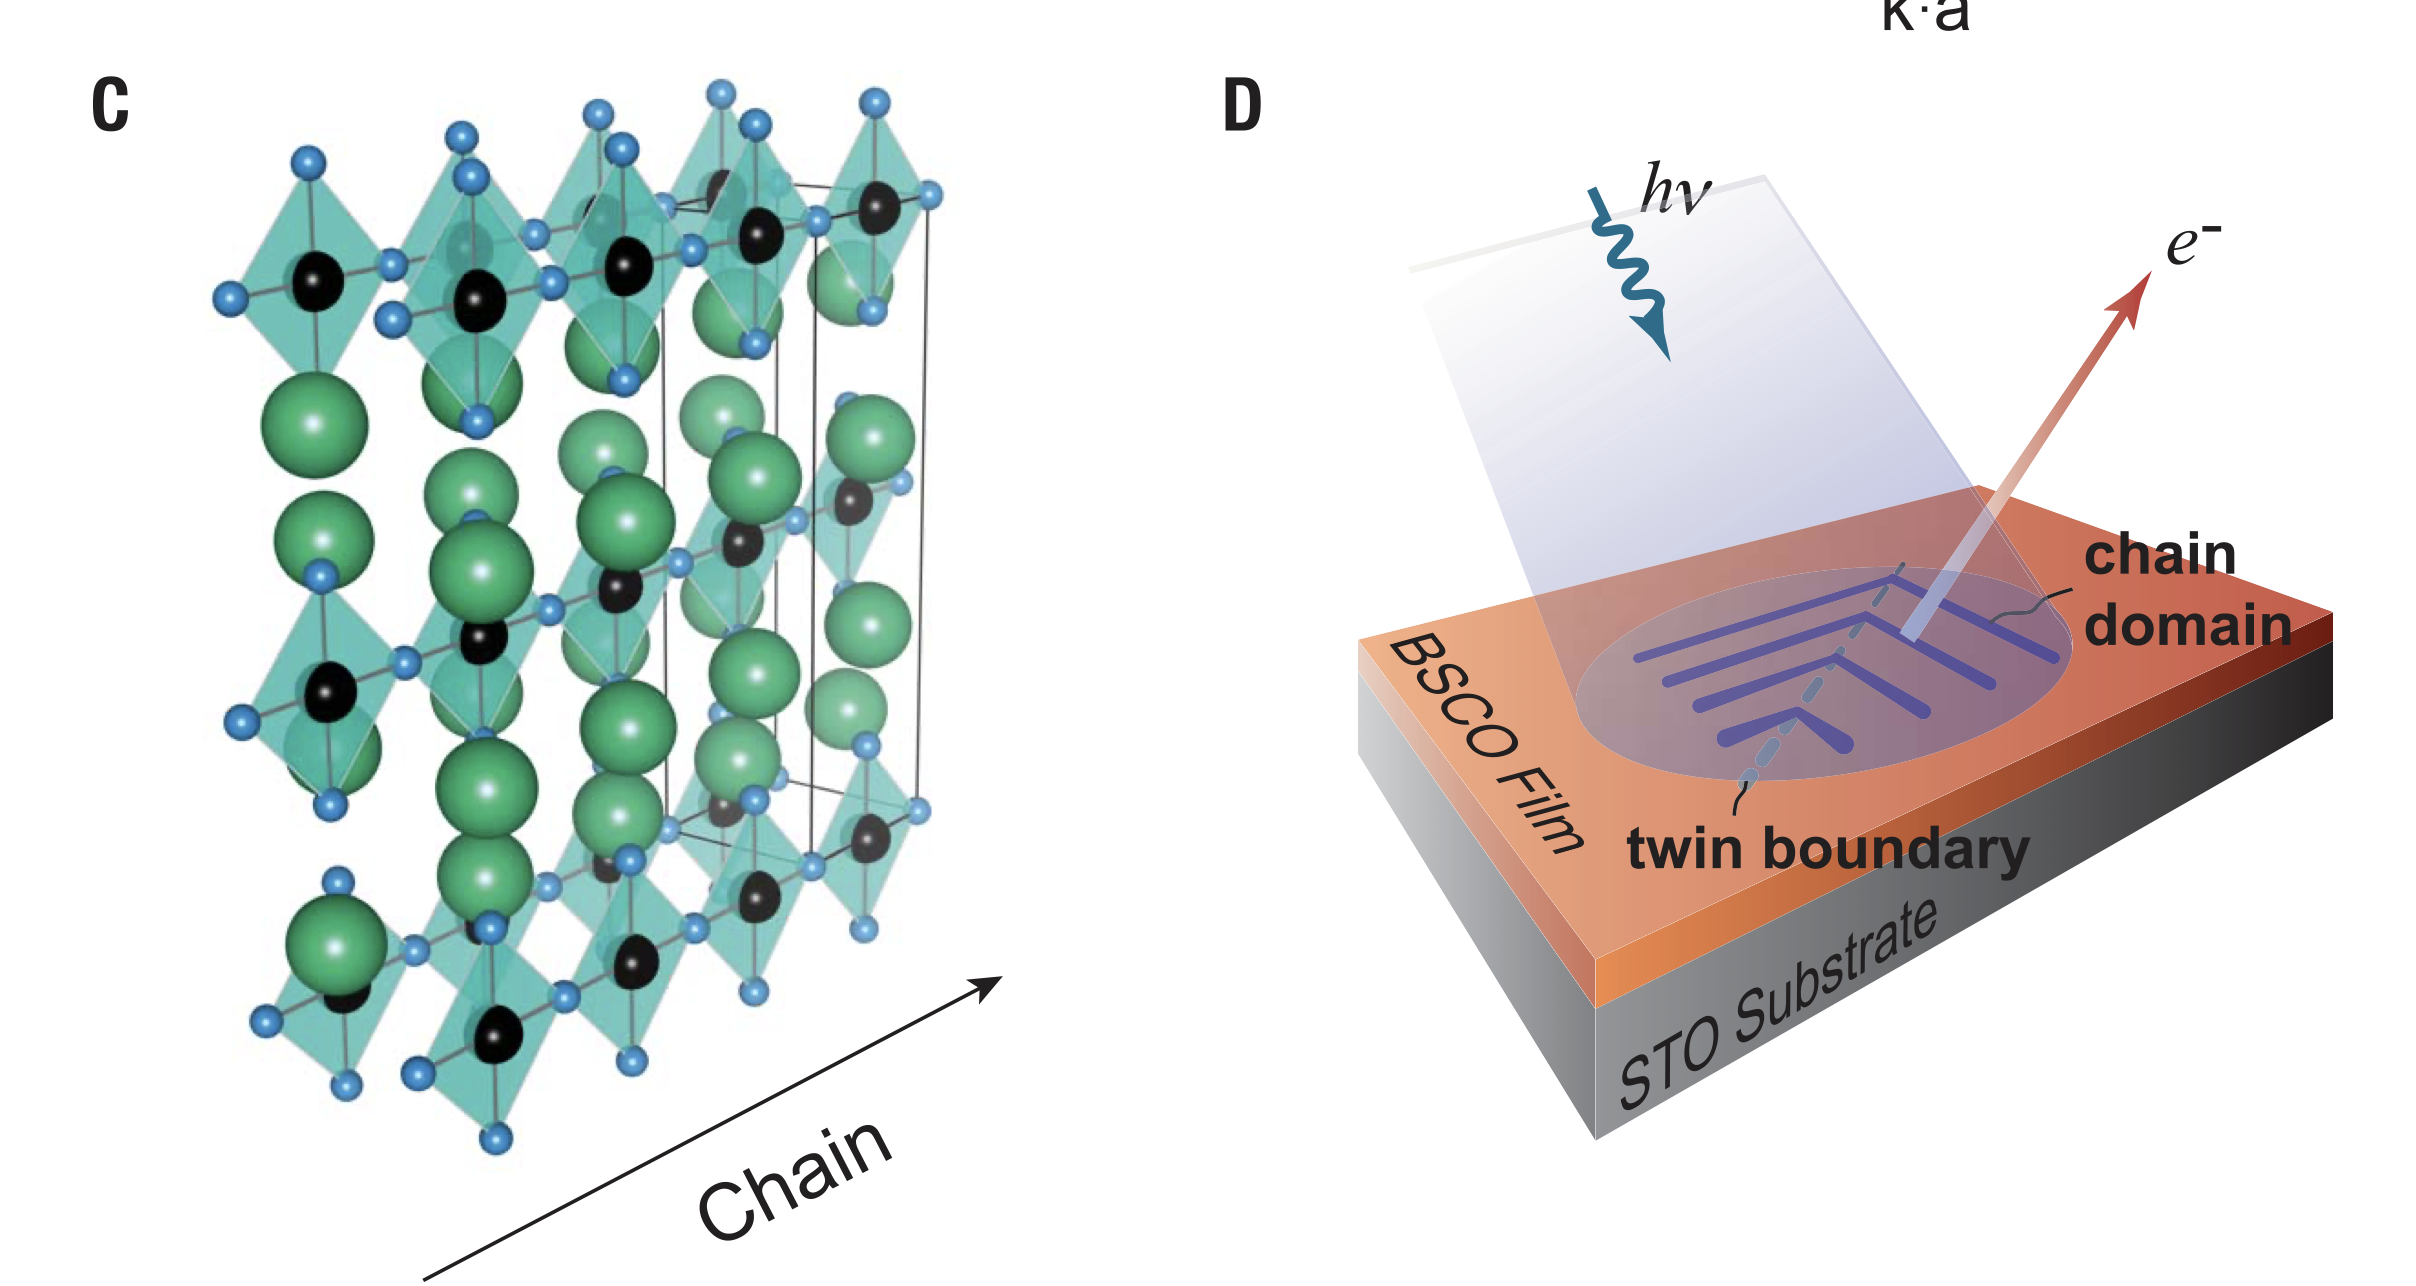 k·a
C
D
hν
e-
chain
domain
BSCO Film
twin boundary
STO Substrate
Chain